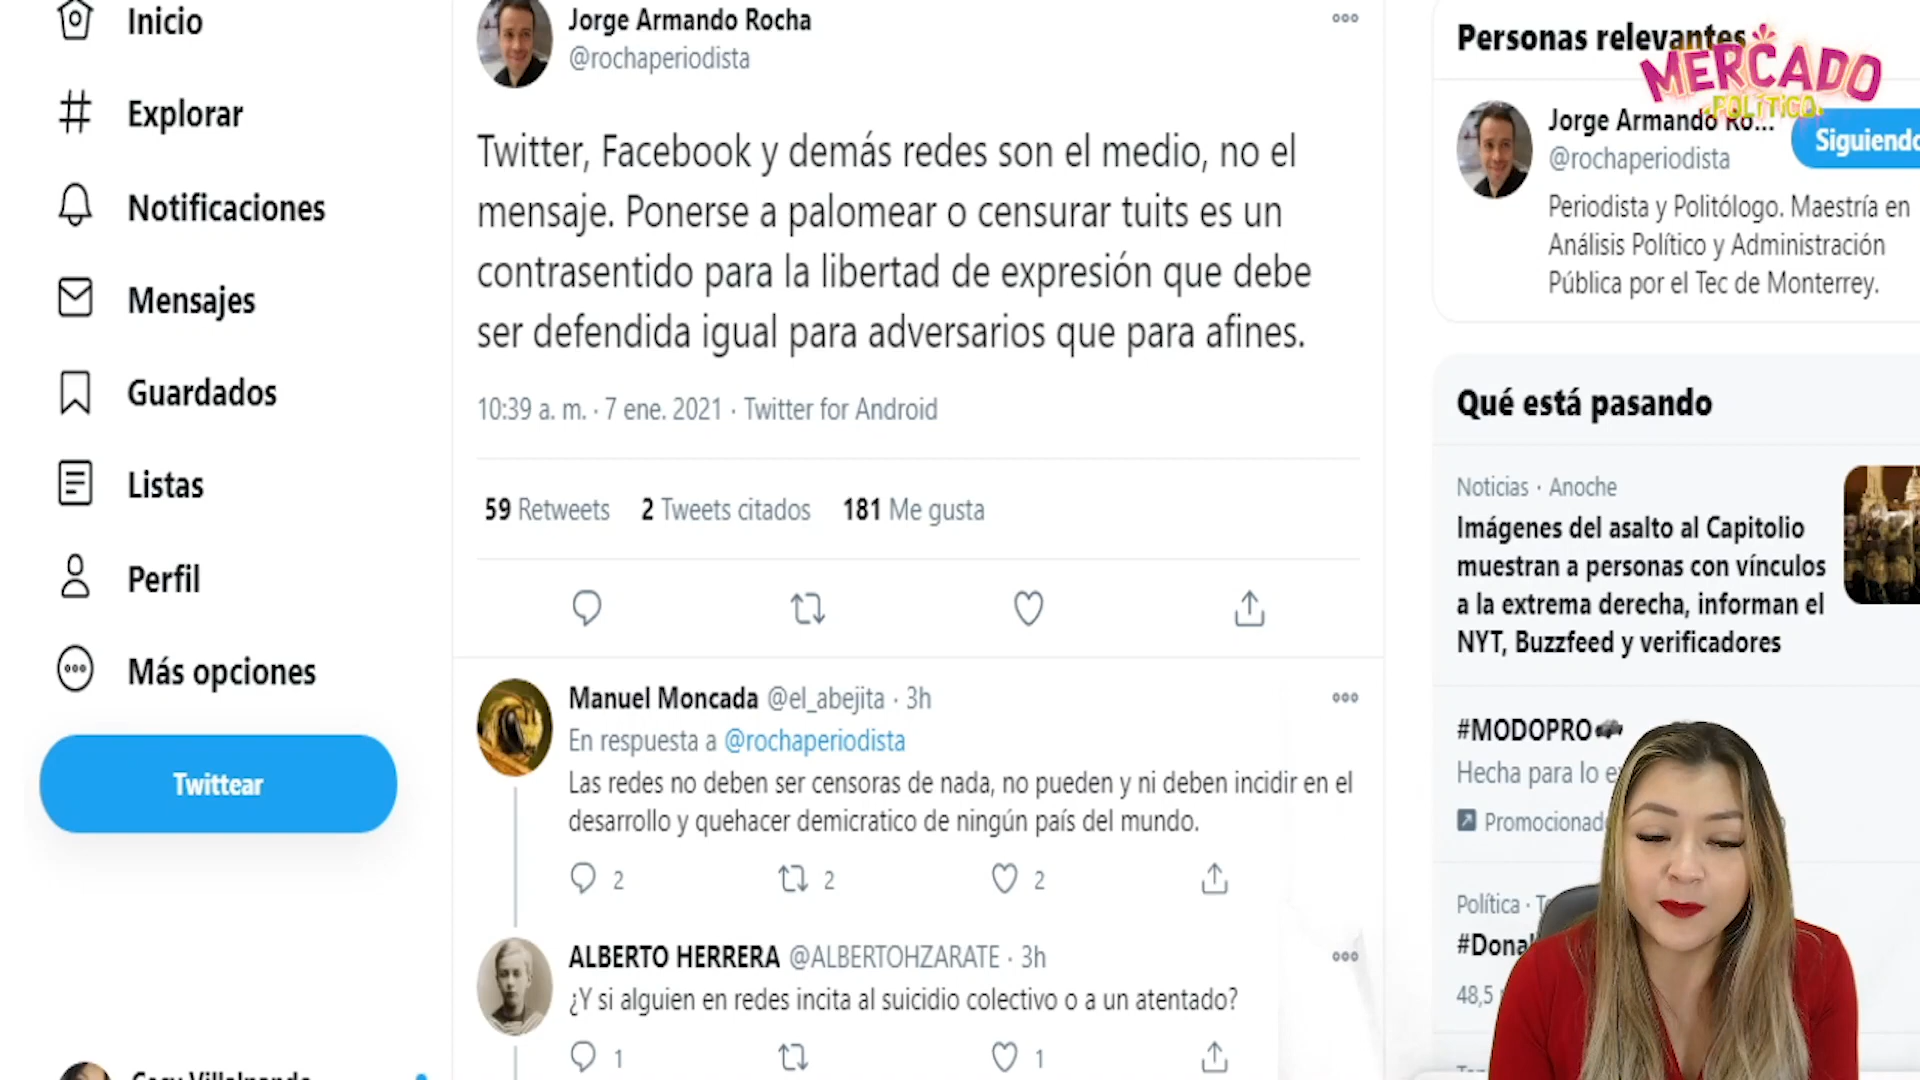 Inicio
Explorar
Notificaciones
Mensajes
Guardados
Listas
Perfil
Más opciones
Twittear
Jorge Armando Rocha
@rochaperiodista
Twitter, Facebook y demás redes son el medio, no el
mensaje. Ponerse a palomear o censurar tuits es un
contrasentido para la libertad de expresión que debe
ser defendida igual para adversarios que para afines.
10:39 a. m. · 7 ene. 2021 · Twitter for Android
59 Retweets 2 Tweets citados 181 Me gusta
Manuel Moncada @el_abejita · 3h
En respuesta a @rochaperiodista
Las redes no deben ser censoras de nada, no pueden y ni deben incidir en el
desarrollo y quehacer demicratico de ningún país del mundo.
2 2 2
ALBERTO HERRERA @ALBERTOHZARATE · 3h
¿Y si alguien en redes incita al suicidio colectivo o a un atentado?
1 1
Personas relevantes
MERCADO
POLÍTICO
Jorge Armando Ro...
@rochaperiodista
Siguiendo
Periodista y Politólogo. Maestría en
Análisis Político y Administración
Pública por el Tec de Monterrey.
Qué está pasando
Noticias · Anoche
Imágenes del asalto al Capitolio
muestran a personas con vínculos
a la extrema derecha, informan el
NYT, Buzzfeed y verificadores
#MODOPRO
Hecha para lo
Promocionad
Política ·
#Dona
48,5